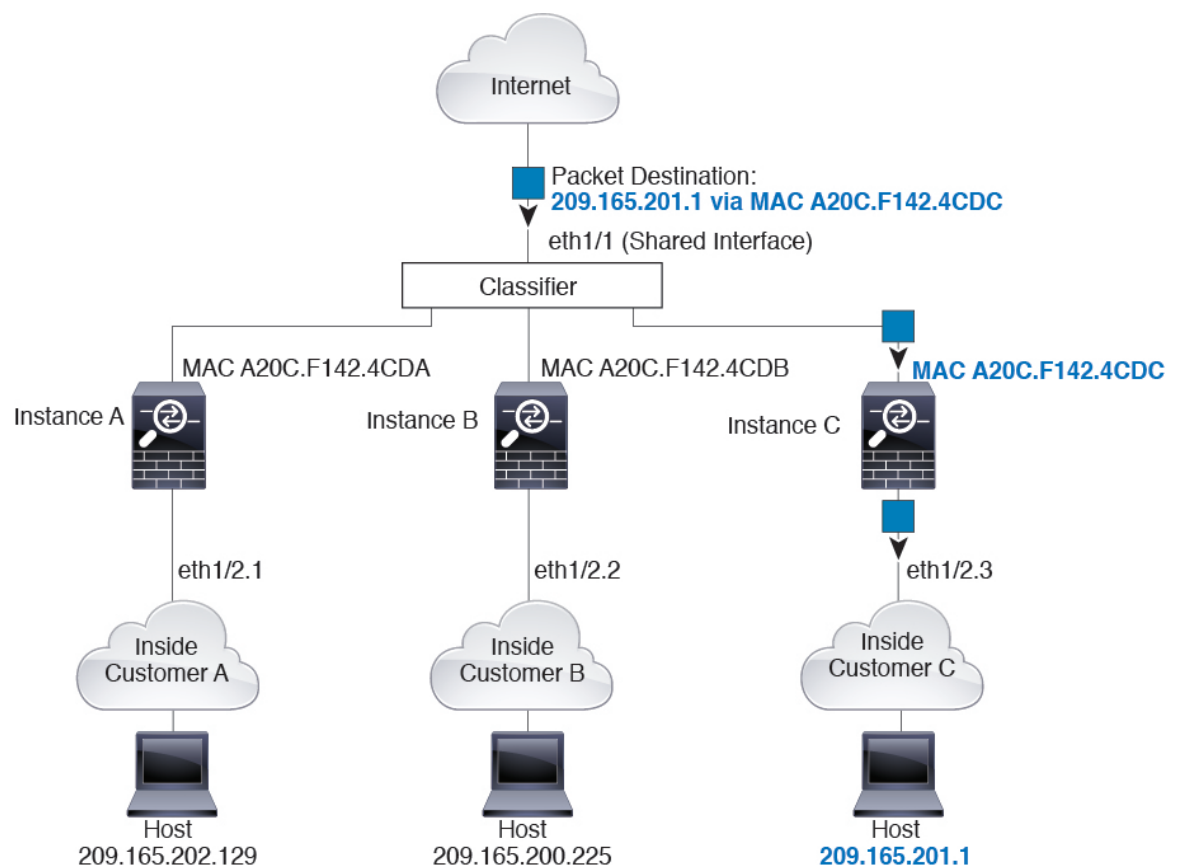 Internet
Packet Destination:
209.165.201.1 via MAC A20C.F142.4CDC
eth1/1 (Shared Interface)
Classifier
MAC A20C.F142.4CDA
MAC A20C.F142.4CDB
MAC A20C.F142.4CDC
Instance A
Instance B
Instance C
eth1/2.1
eth1/2.2
eth1/2.3
Inside
Customer A
Inside
Customer B
Inside
Customer C
Host
209.165.202.129
Host
209.165.200.225
Host
209.165.201.1